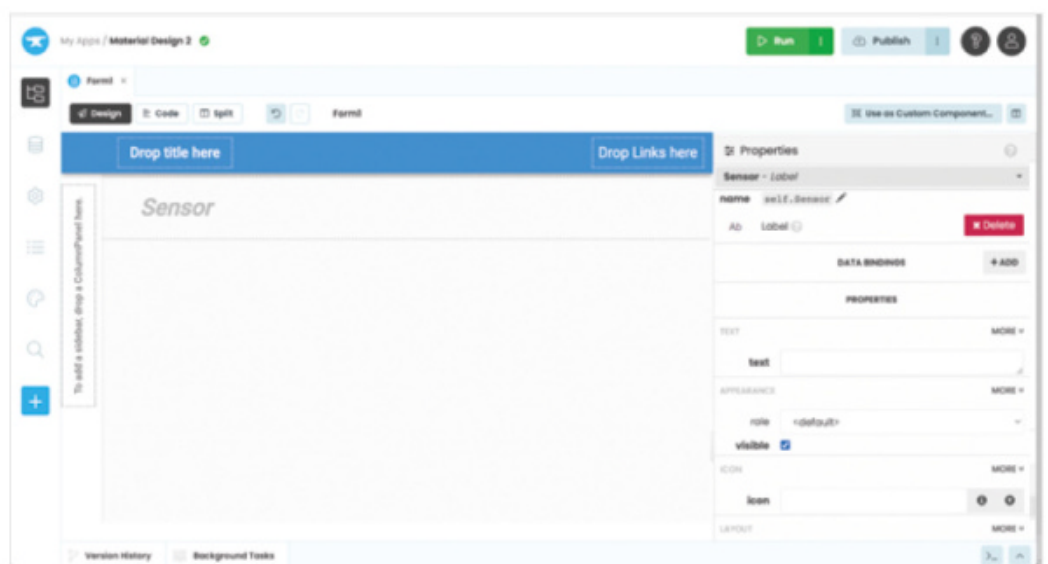 My Apps / Material Design 2
Run
Publish
Form1 ×
Design
Code
Split
Form1
Use as Custom Component...
Drop title here
Drop Links here
To add a sidebar, drop a ColumnPanel here.
Sensor
Properties
Sensor - Label
name self.Sensor
Ab Label
× Delete
DATA BINDINGS
+ ADD
PROPERTIES
TEXT MORE
text
APPEARANCE MORE
role <default>
visible
ICON MORE
icon
LAYOUT MORE
Version History
Background Tasks